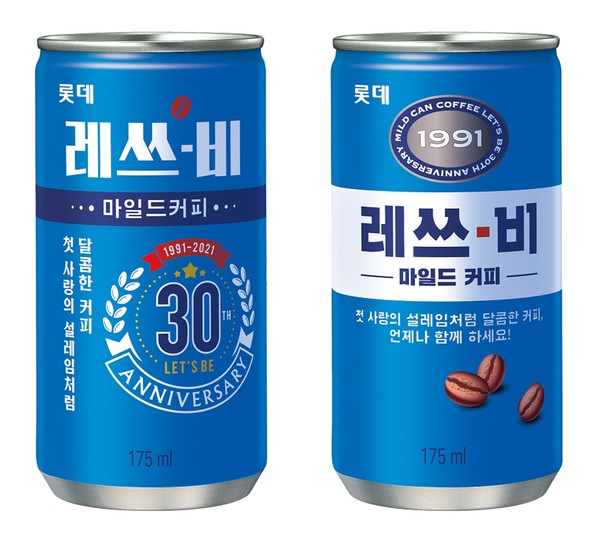 롯데
레쓰-비
마일드커피
첫 사랑의 설레임처럼
달콤한 커피
1991-2021
30TH
LET'S BE
ANNIVERSARY
175 ml
롯데
MILD CAN COFFEE LET'S BE 30TH ANNIVERSARY
1991
레쓰-비
마일드 커피
첫 사랑의 설레임처럼 달콤한 커피,
언제나 함께 하세요!
175 ml